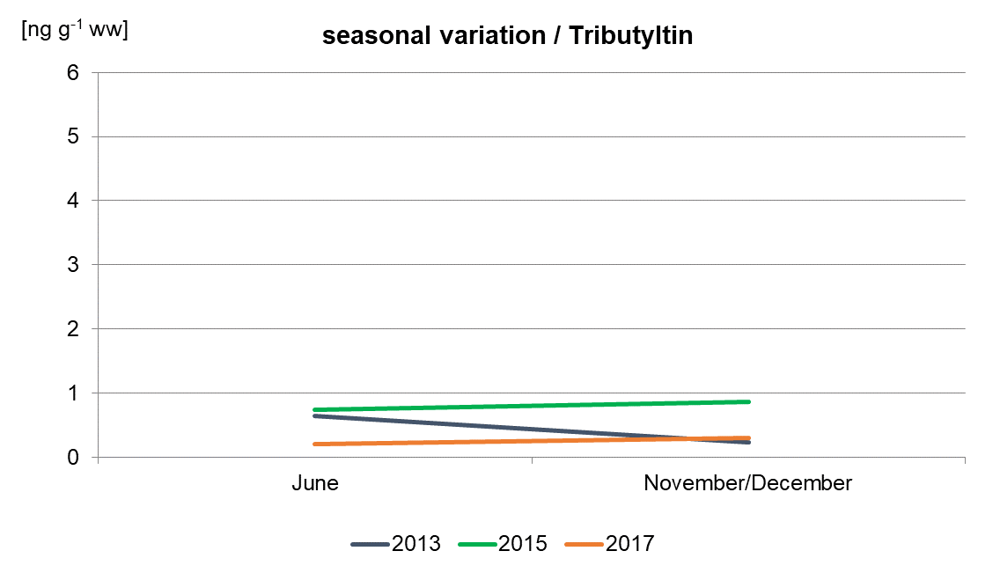 [ng g⁻¹ ww]
seasonal variation / Tributyltin
6
5
4
3
2
1
0
June November/December
2013 2015 2017